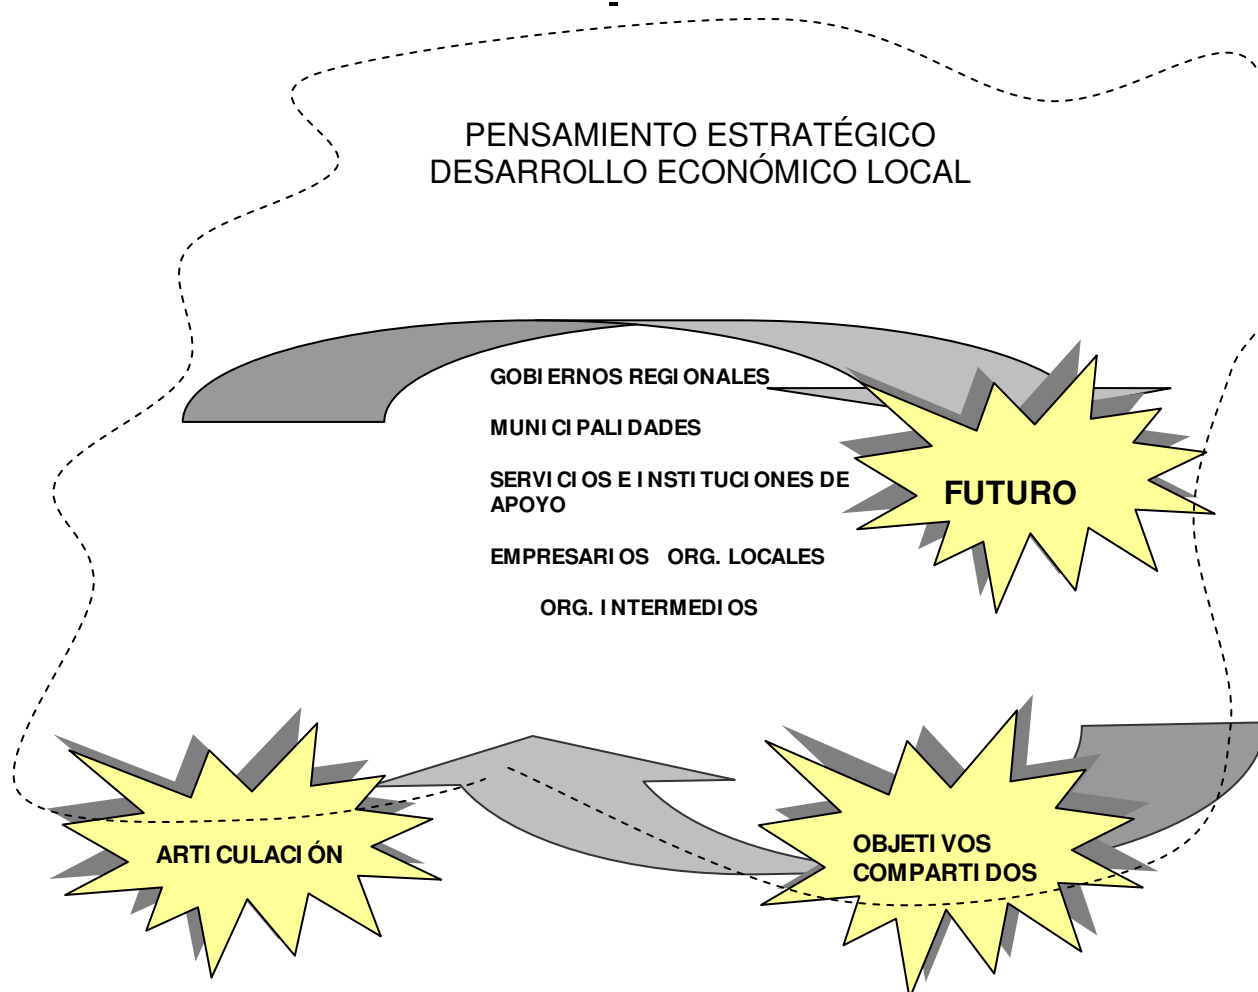 PENSAMIENTO ESTRATÉGICO
DESARROLLO ECONÓMICO LOCAL
GOBIERNOS REGIONALES
MUNICIPALIDADES
SERVICIOS E INSTITUCIONES DE
APOYO
FUTURO
EMPRESARIOS ORG. LOCALES
ORG. INTERMEDIOS
ARTICULACIÓN
OBJETIVOS
COMPARTIDOS